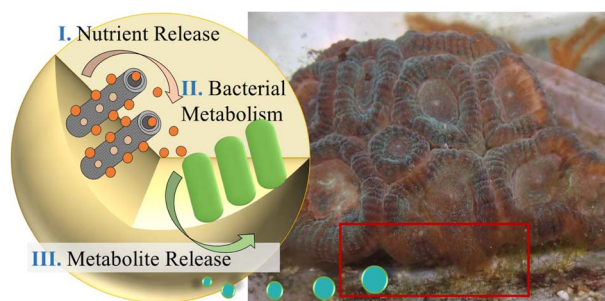 I. Nutrient Release
II. Bacterial
Metabolism
III. Metabolite Release